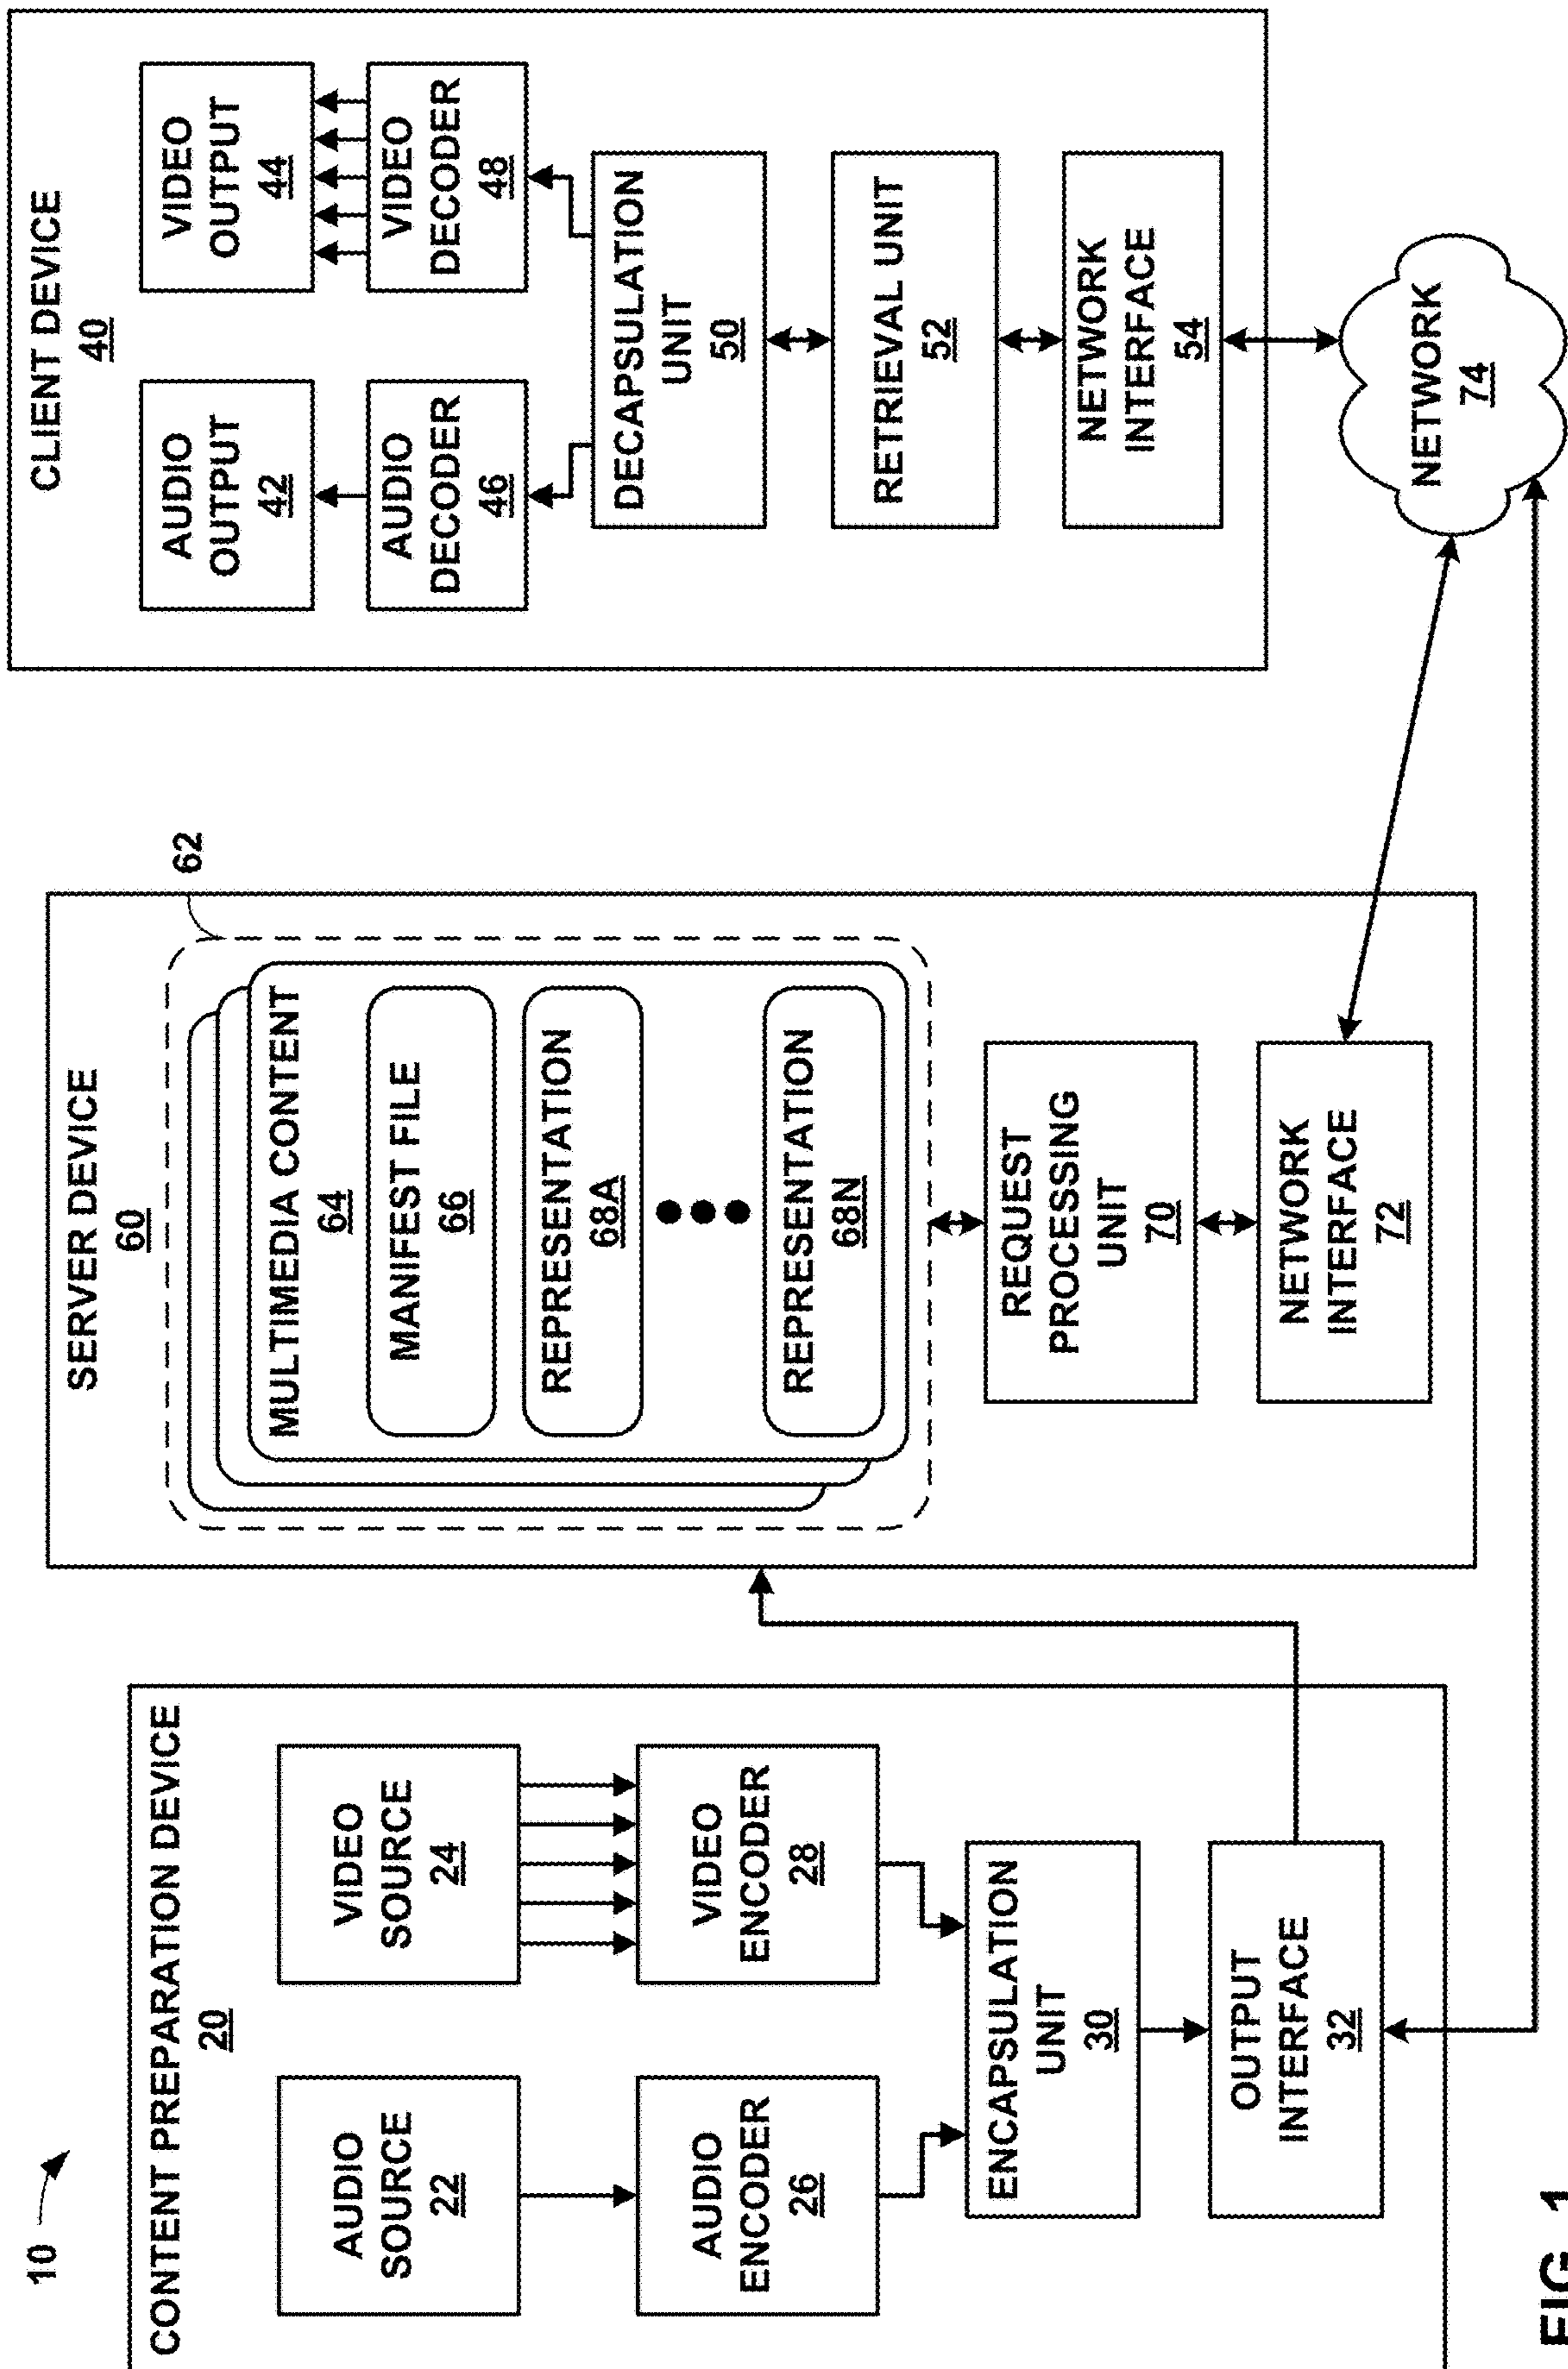 10
CONTENT PREPARATION DEVICE
20
AUDIO
SOURCE
22
VIDEO
SOURCE
24
AUDIO
ENCODER
26
VIDEO
ENCODER
28
ENCAPSULATION
UNIT
30
OUTPUT
INTERFACE
32
SERVER DEVICE
60
62
MULTIMEDIA CONTENT
64
MANIFEST FILE
66
REPRESENTATION
68A
REPRESENTATION
68N
REQUEST
PROCESSING
UNIT
70
NETWORK
INTERFACE
72
CLIENT DEVICE
40
AUDIO
OUTPUT
42
VIDEO
OUTPUT
44
AUDIO
DECODER
46
VIDEO
DECODER
48
DECAPSULATION
UNIT
50
RETRIEVAL UNIT
52
NETWORK
INTERFACE
54
NETWORK
74
FIG. 1